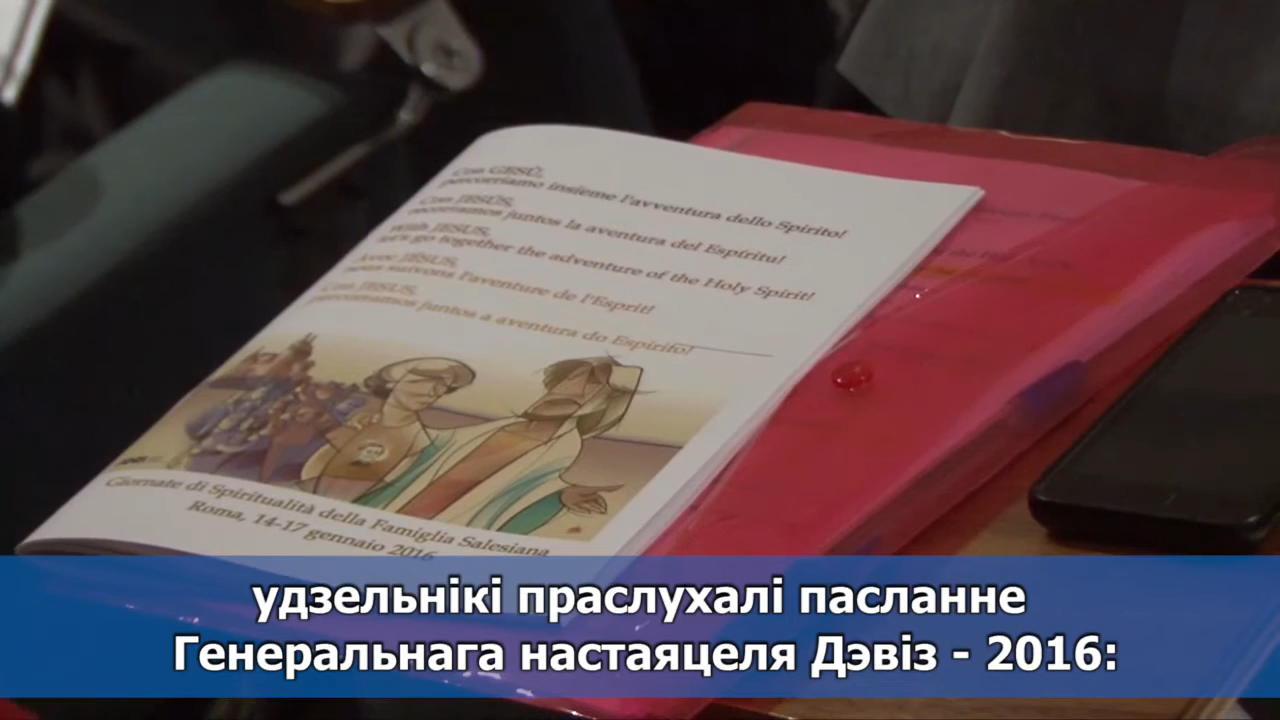 Con GESÙ,
percorriamo insieme l'avventura dello Spirito!
Con JESÚS,
recorramos juntos la aventura del Espíritu!
With JESUS,
let's go together the adventure of the Holy Spirit!
Avec JÉSUS,
nous suivons l'aventure de l'Esprit!
Com JESUS,
percorramos juntos a aventura do Espírito!
Giornate di Spiritualità della Famiglia Salesiana
Roma, 14-17 gennaio 2016
удзельнікі праслухалі пасланне
Генеральнага настаяцеля Дэвіз - 2016: